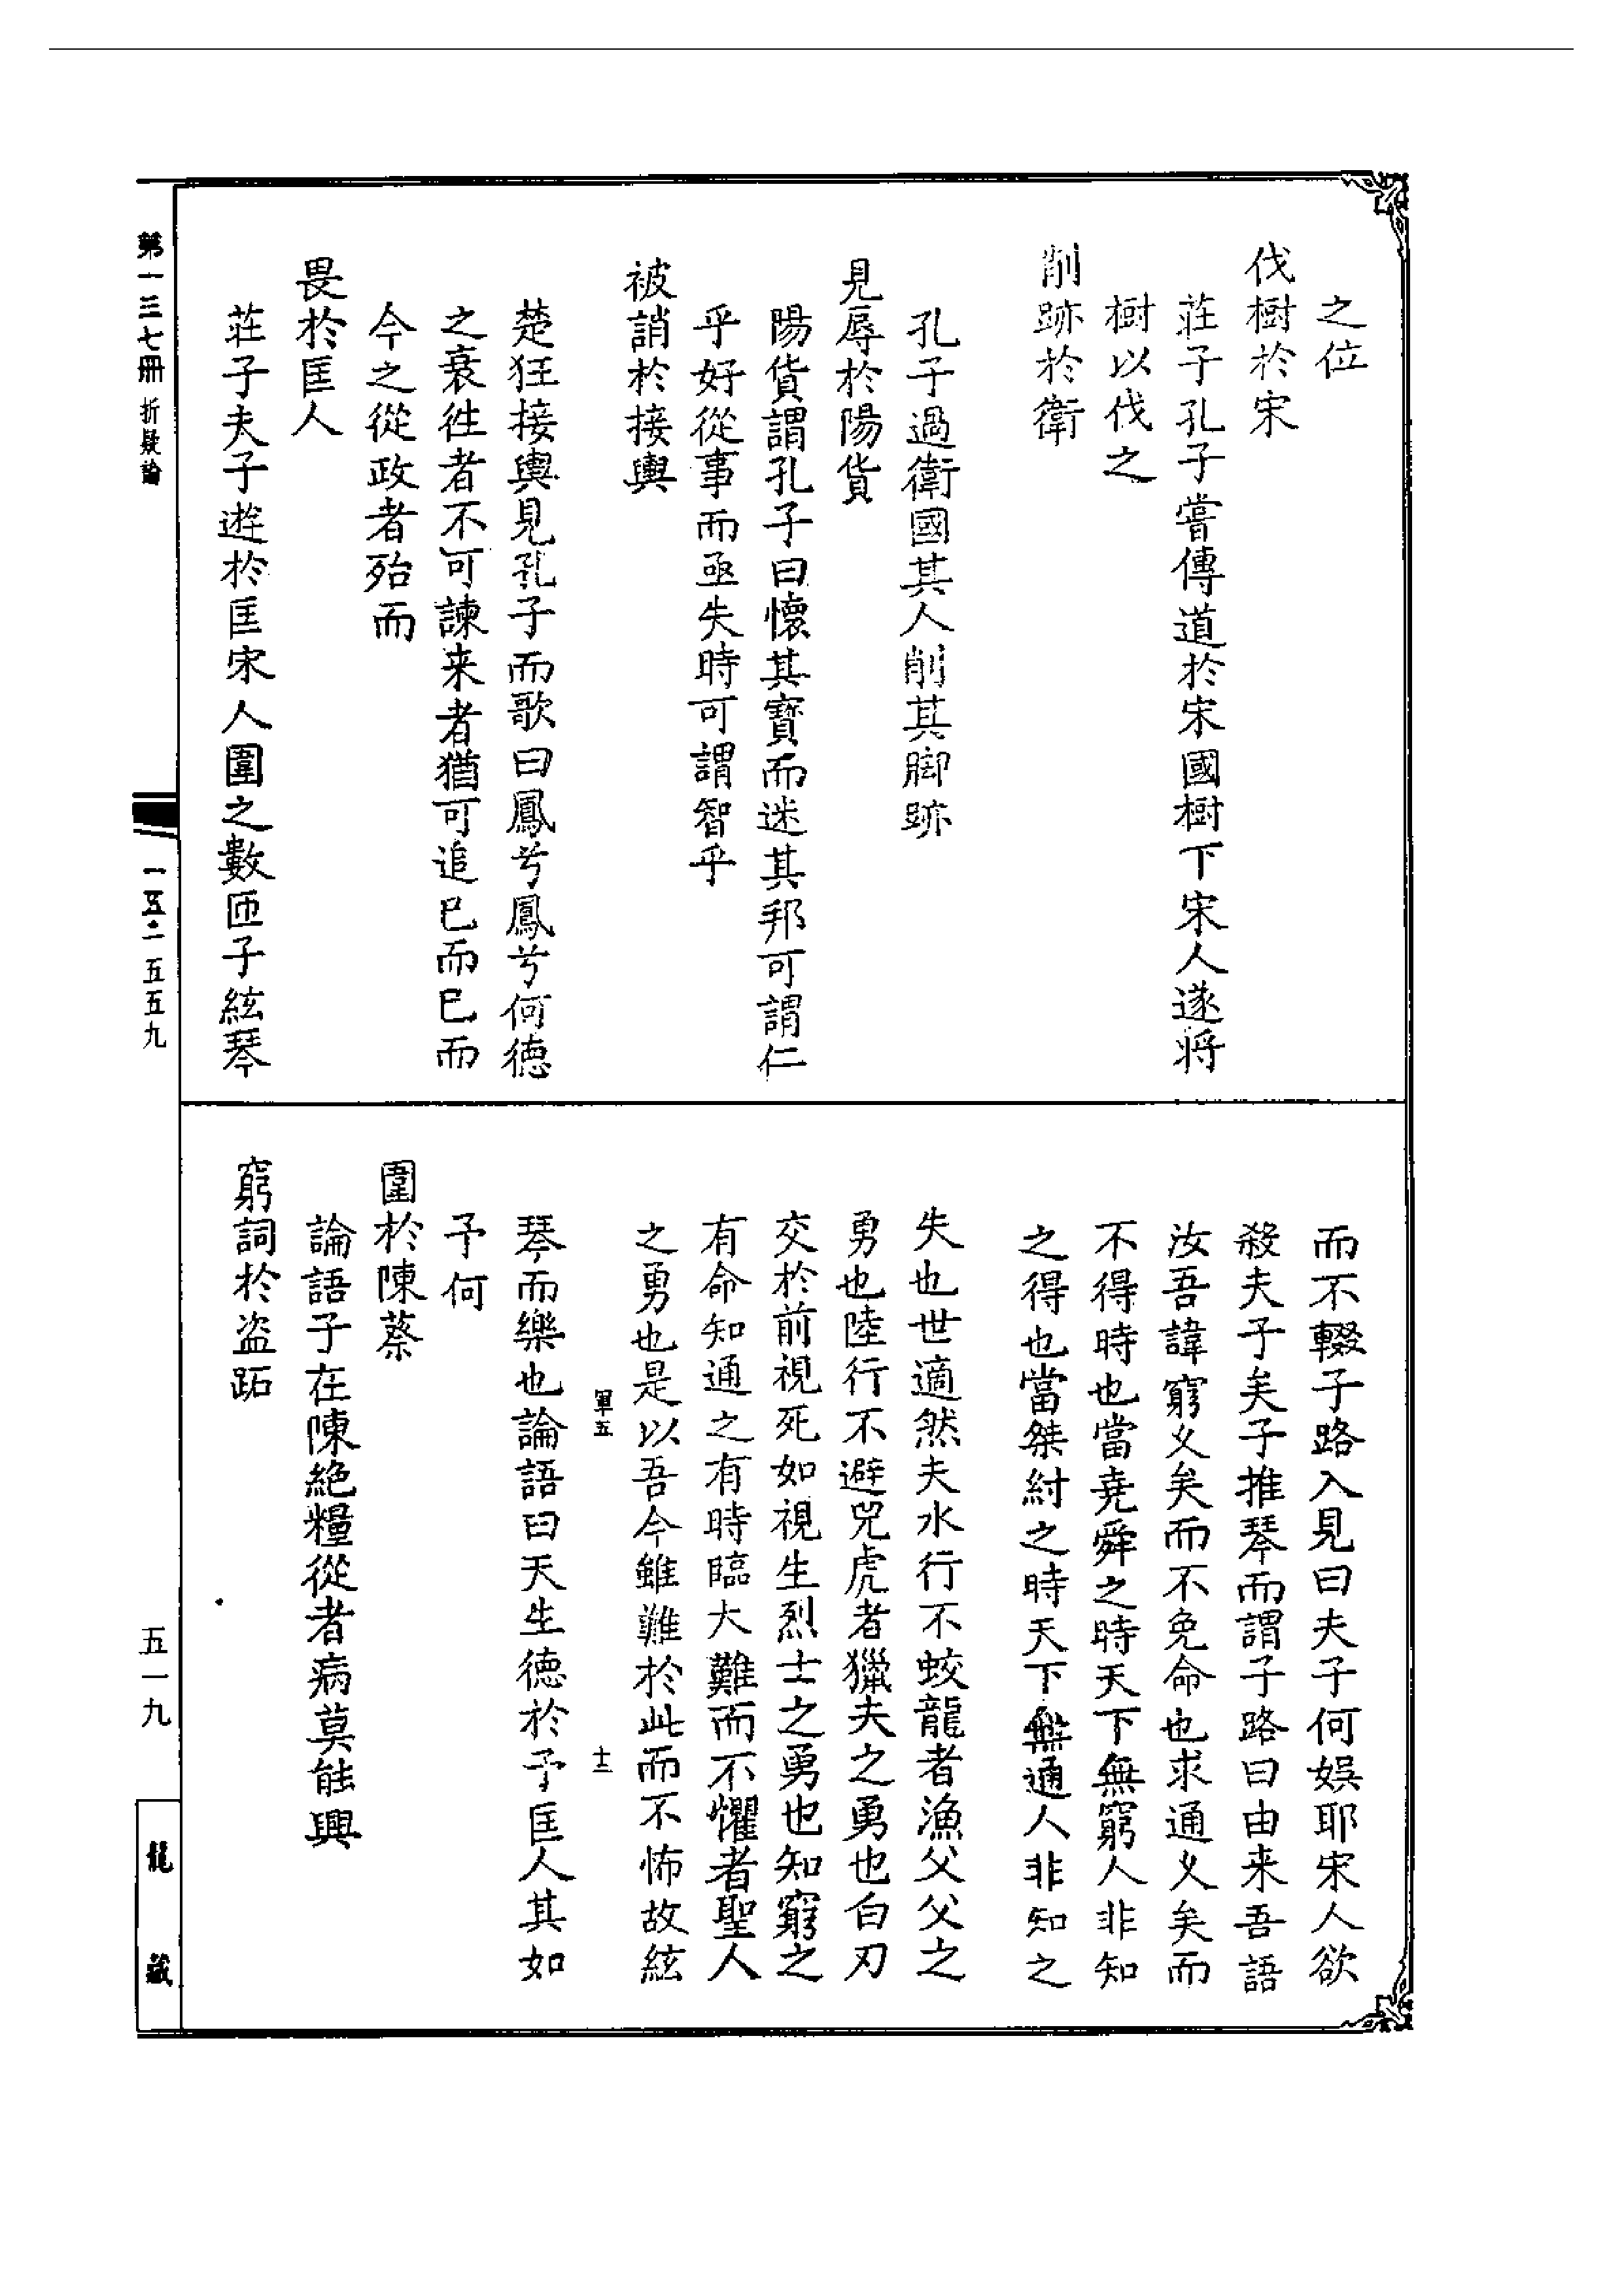 之位
伐樹於宋
莊子孔子嘗傳道於宋國樹下宋人遂將
樹以伐之
削跡於衛
孔子過衛國其人削其脚跡
見辱於陽貨
陽貨謂孔子曰懷其寶而迷其邦可謂仁
乎好從事而亟失時可謂智乎
被誚於接輿
楚狂接輿見孔子而歌曰鳳兮鳳兮何德
之衰徃者不可諫来者猶可追已而已而
今之從政者殆而
畏於匡人
莊子夫子遊於匡宋人圍之數匝子絃琴
而不輟子路入見曰夫子何娛耶宋人欲
殺夫子矣子推琴而謂子路曰由来吾語
汝吾諱窮乆矣而不免命也求通乆矣而
不得時也當堯舜之時天下無窮人非知
之得也當桀紂之時天下無通人非知之
失也世適然夫水行不蛟龍者漁父父之
勇也陸行不避兕虎者獵夫之勇也白刃
交於前視死如視生烈士之勇也知窮之
有命知通之有時臨大難而不懼者聖人
之勇也是以吾今雖難於此而不怖故絃
軍五 十二
琴而樂也論語曰天生德於予匡人其如
予何
圍於陳蔡
論語子在陳絶糧從者病莫能興
窮詞於盗跖
第一三七冊 折疑論 一五二 五五九 五一九 龍藏